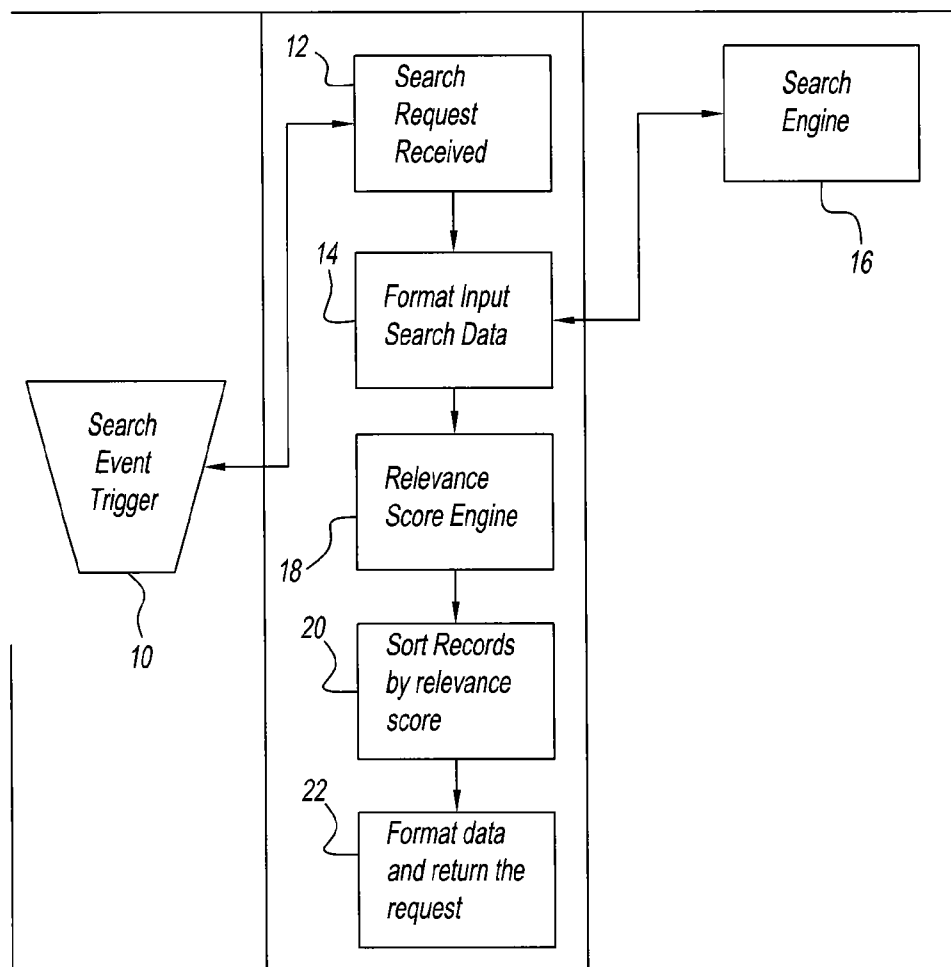 12
Search
Request
Received
Search
Engine
16
14
Format Input
Search Data
Search
Event
Trigger
10
Relevance
Score Engine
18
20
Sort Records
by relevance
score
22
Format data
and return the
request